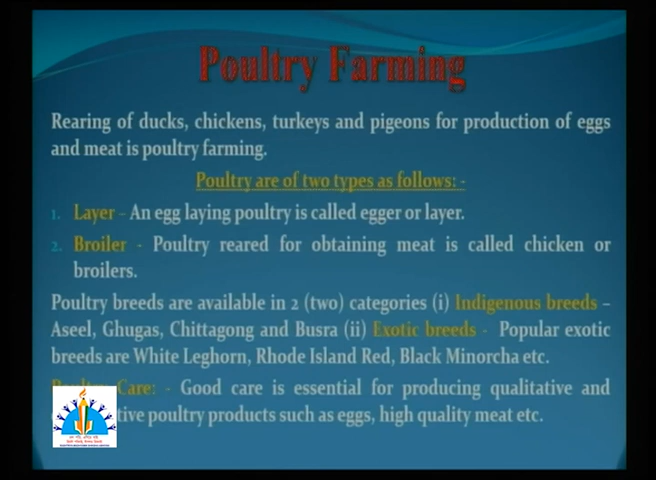 Poultry Farming
Rearing of ducks, chickens, turkeys and pigeons for production of eggs
and meat is poultry farming.
Poultry are of two types as follows: -
1. Layer – An egg laying poultry is called egger or layer.
2. Broiler - Poultry reared for obtaining meat is called chicken or
broilers.
Poultry breeds are available in 2 (two) categories (i) Indigenous breeds –
Aseel, Ghugas, Chittagong and Busra (ii) Exotic breeds - Popular exotic
breeds are White Leghorn, Rhode Island Red, Black Minorcha etc.
Care: - Good care is essential for producing qualitative and
poultry products such as eggs, high quality meat etc.